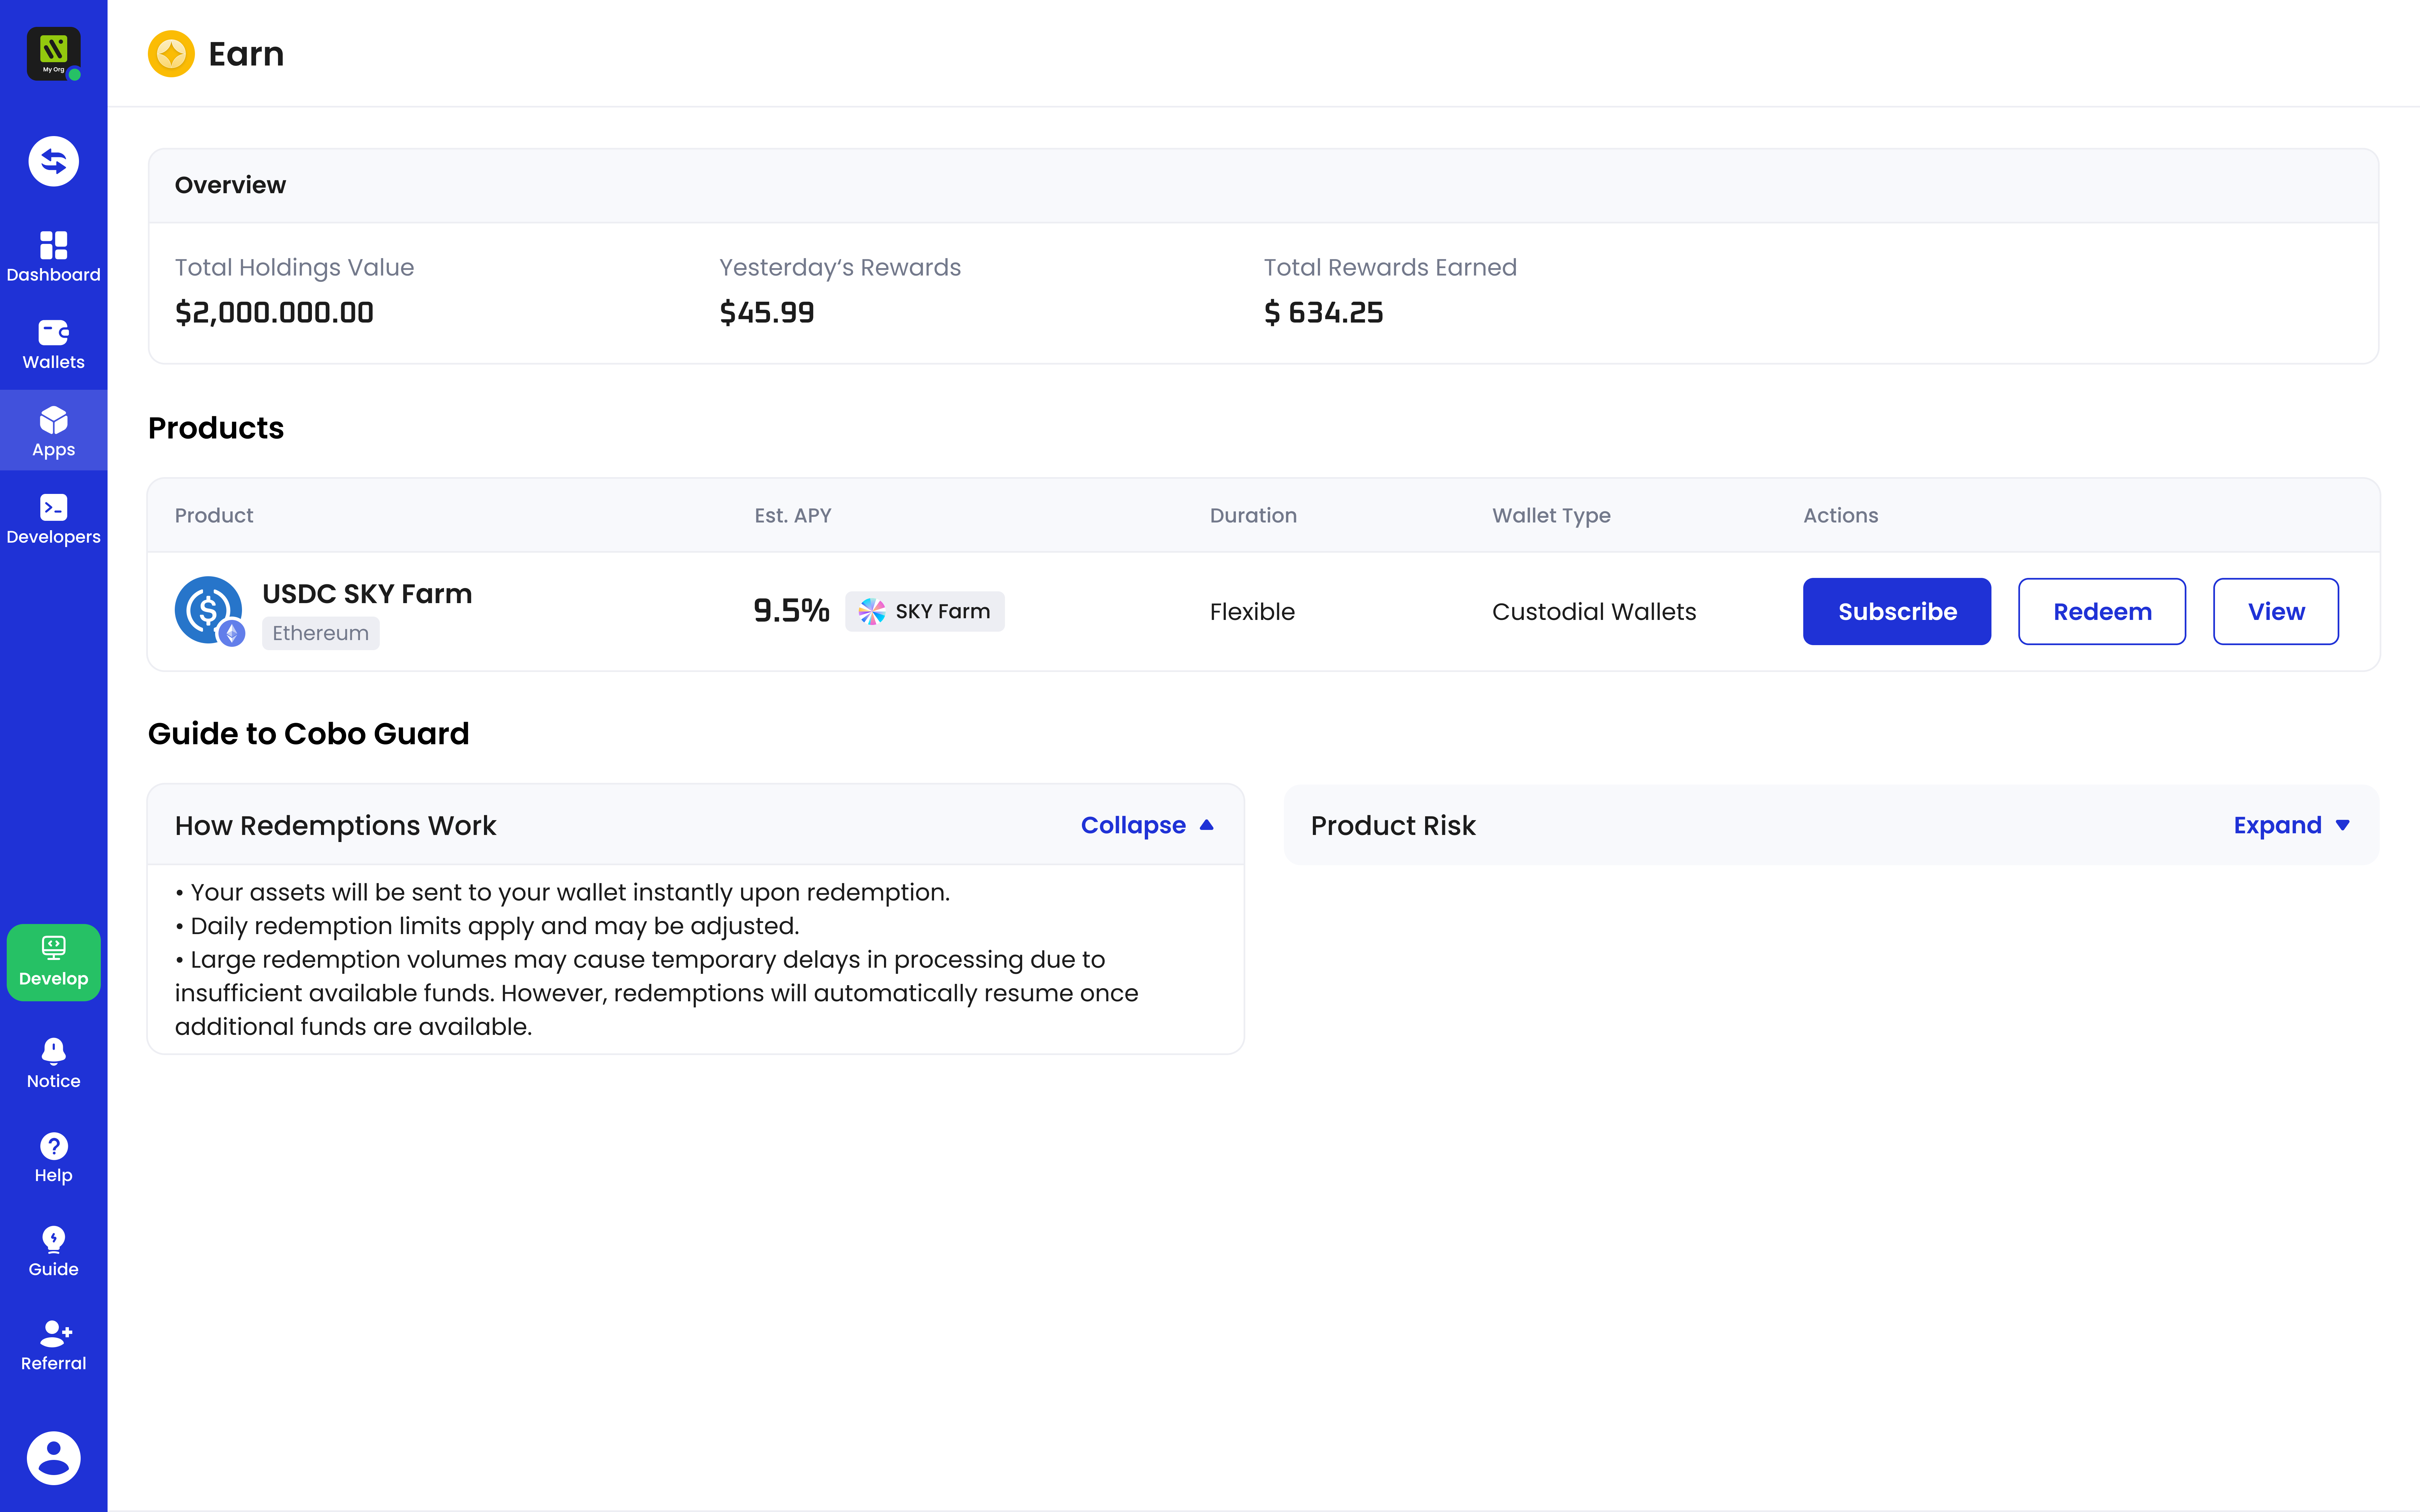 My Org
Earn
Dashboard
Wallets
Apps
Developers
Develop
Notice
Help
Guide
Referral
Overview
Total Holdings Value
Yesterday‘s Rewards
Total Rewards Earned
$2,000.000.00
$45.99
$ 634.25
Products
Product
Est. APY
Duration
Wallet Type
Actions
USDC SKY Farm
Ethereum
9.5%
SKY Farm
Flexible
Custodial Wallets
Subscribe
Redeem
View
Guide to Cobo Guard
How Redemptions Work
Collapse
• Your assets will be sent to your wallet instantly upon redemption.
• Daily redemption limits apply and may be adjusted.
• Large redemption volumes may cause temporary delays in processing due to
insufficient available funds. However, redemptions will automatically resume once
additional funds are available.
Product Risk
Expand